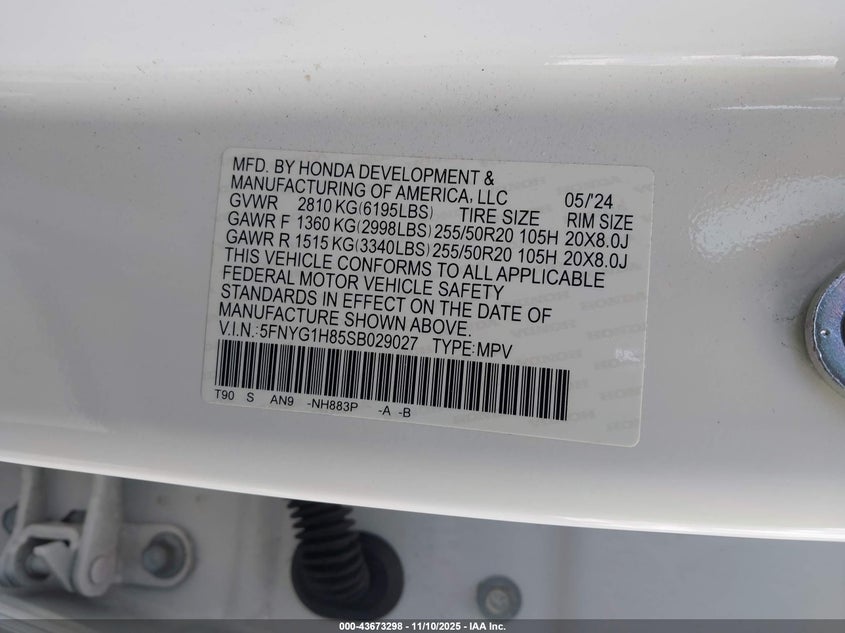 MFD. BY HONDA DEVELOPMENT &
MANUFACTURING OF AMERICA, LLC 05/'24
GVWR 2810 KG(6195LBS) TIRE SIZE RIM SIZE
GAWR F 1360 KG(2998LBS) 255/50R20 105H 20X8.0J
GAWR R 1515 KG(3340LBS) 255/50R20 105H 20X8.0J
THIS VEHICLE CONFORMS TO ALL APPLICABLE
FEDERAL MOTOR VEHICLE SAFETY
STANDARDS IN EFFECT ON THE DATE OF
MANUFACTURE SHOWN ABOVE.
V.I.N.:5FNYG1H85SB029027 TYPE:MPV
T90 S AN9 -NH883P -A -B
000-43673298 - 11/10/2025 - IAA Inc.